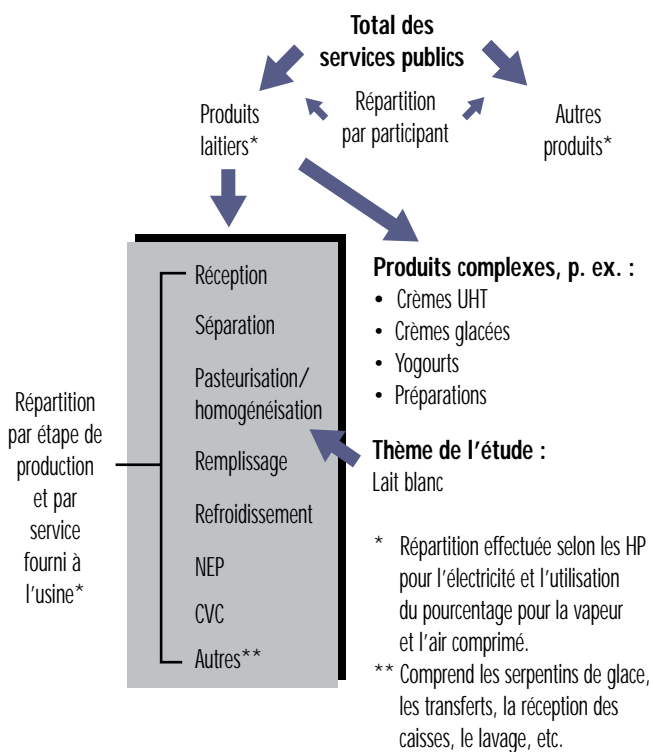 Total des
services publics
Répartition
par participant
Produits
laitiers*
Autres
produits*
Réception
Séparation
Pasteurisation/
homogénéisation
Remplissage
Refroidissement
NEP
CVC
Autres**
Répartition
par étape de
production
et par
service
fourni à
l'usine*
Produits complexes, p. ex. :
• Crèmes UHT
• Crèmes glacées
• Yogourts
• Préparations
Thème de l'étude :
Lait blanc
* Répartition effectuée selon les HP
pour l'électricité et l'utilisation
du pourcentage pour la vapeur
et l'air comprimé.
** Comprend les serpentins de glace,
les transferts, la réception des
caisses, le lavage, etc.